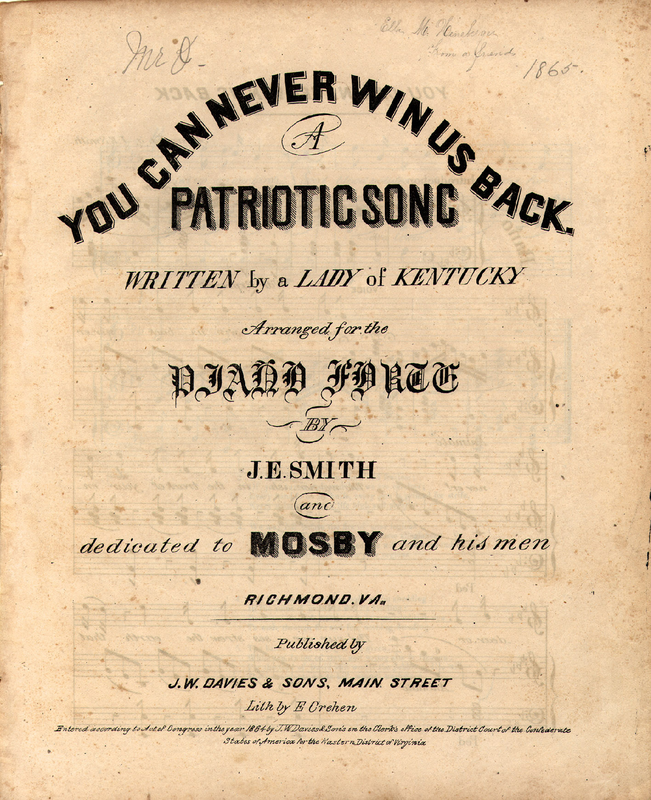 Mr &.
1865.
YOU CAN NEVER WIN US BACK.
A
PATRIOTIC SONG
WRITTEN by a LADY of KENTUCKY
Arranged for the
PIANO FORTE
BY
J.E. SMITH
and
dedicated to MOSBY and his men
RICHMOND. VA.
Published by
J.W. DAVIES & SONS, MAIN STREET
Lith by E Crehen
Entered according to Act of Congress in the year 1864 by J.W. Davies & Sons in the Clerk's office of the District Court of the Confederate
States of America for the Eastern District of Virginia